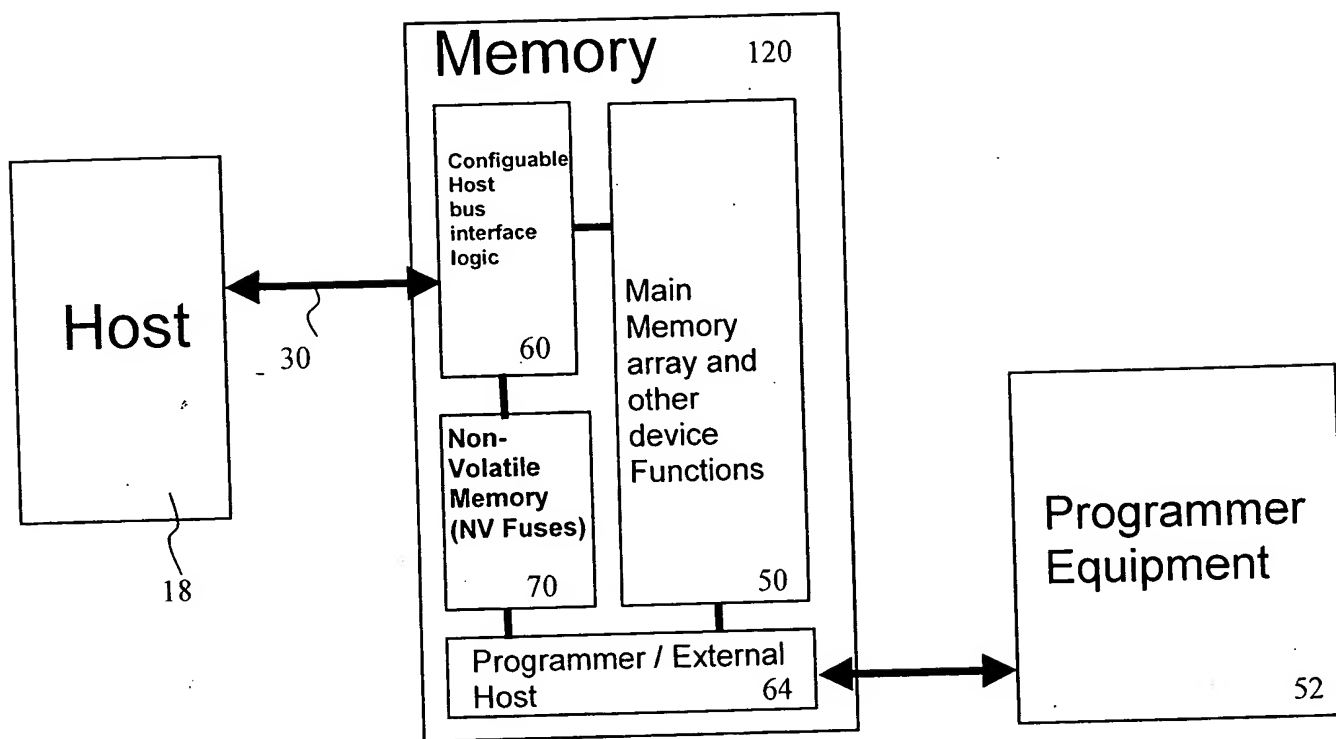 Memory 120
Configuable
Host
bus
interface
logic
60
Host
30
18
Main
Memory
array and
other
device
Functions
50
Non-
Volatile
Memory
(NV Fuses)
70
Programmer / External
Host 64
Programmer
Equipment
52